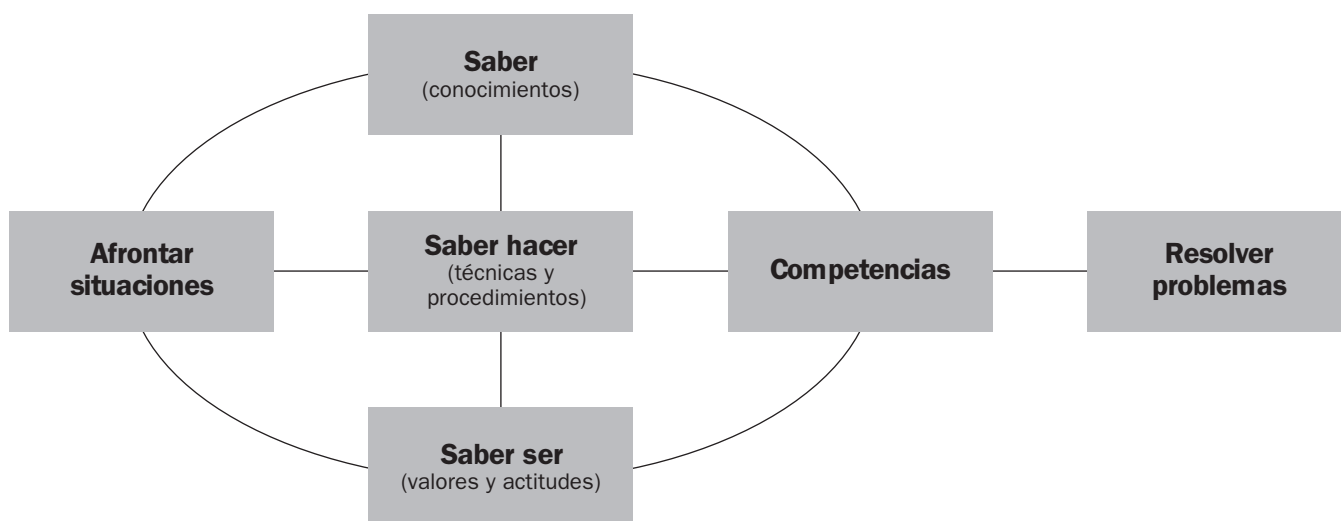 Saber
(conocimientos)
Afrontar
situaciones
Saber hacer
(técnicas y
procedimientos)
Competencias
Resolver
problemas
Saber ser
(valores y actitudes)